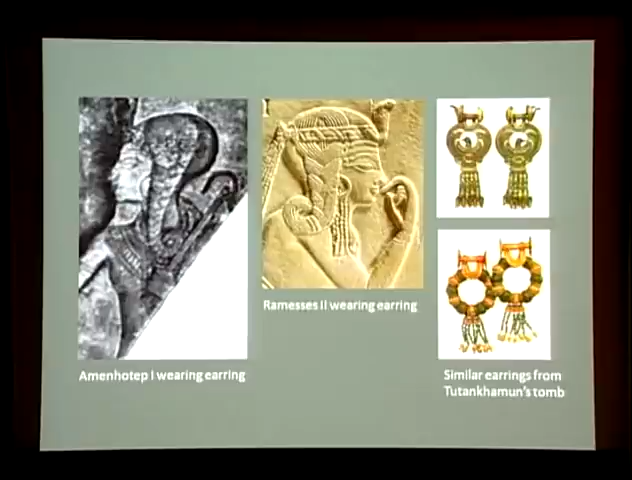 Amenhotep I wearing earring
Ramesses II wearing earring
Similar earrings from
Tutankhamun's tomb